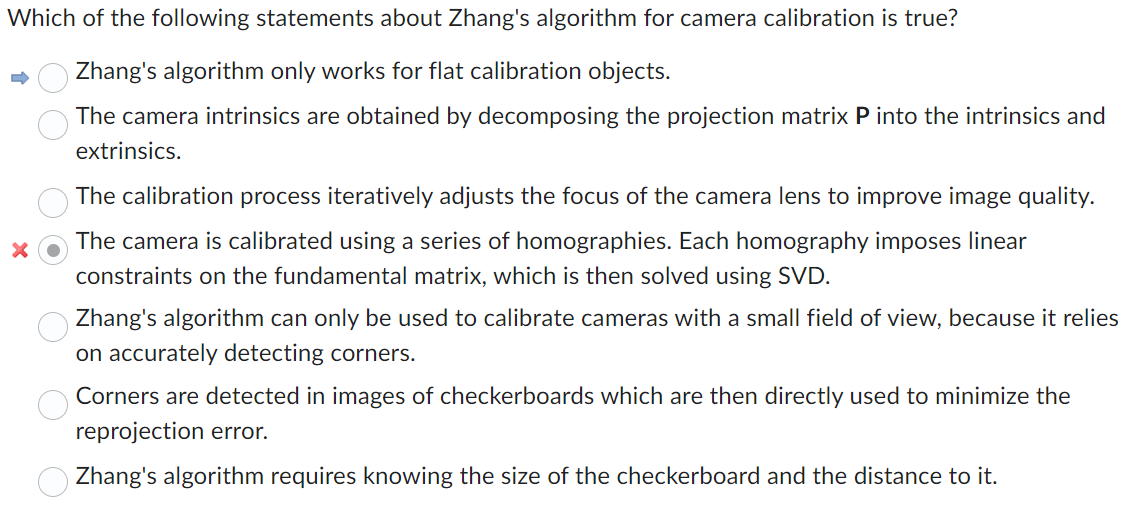 Which of the following statements about Zhang's algorithm for camera calibration is true?
Zhang's algorithm only works for flat calibration objects.
The camera intrinsics are obtained by decomposing the projection matrix P into the intrinsics and
extrinsics.
The calibration process iteratively adjusts the focus of the camera lens to improve image quality.
The camera is calibrated using a series of homographies. Each homography imposes linear
constraints on the fundamental matrix, which is then solved using SVD.
Zhang's algorithm can only be used to calibrate cameras with a small field of view, because it relies
on accurately detecting corners.
Corners are detected in images of checkerboards which are then directly used to minimize the
reprojection error.
Zhang's algorithm requires knowing the size of the checkerboard and the distance to it.